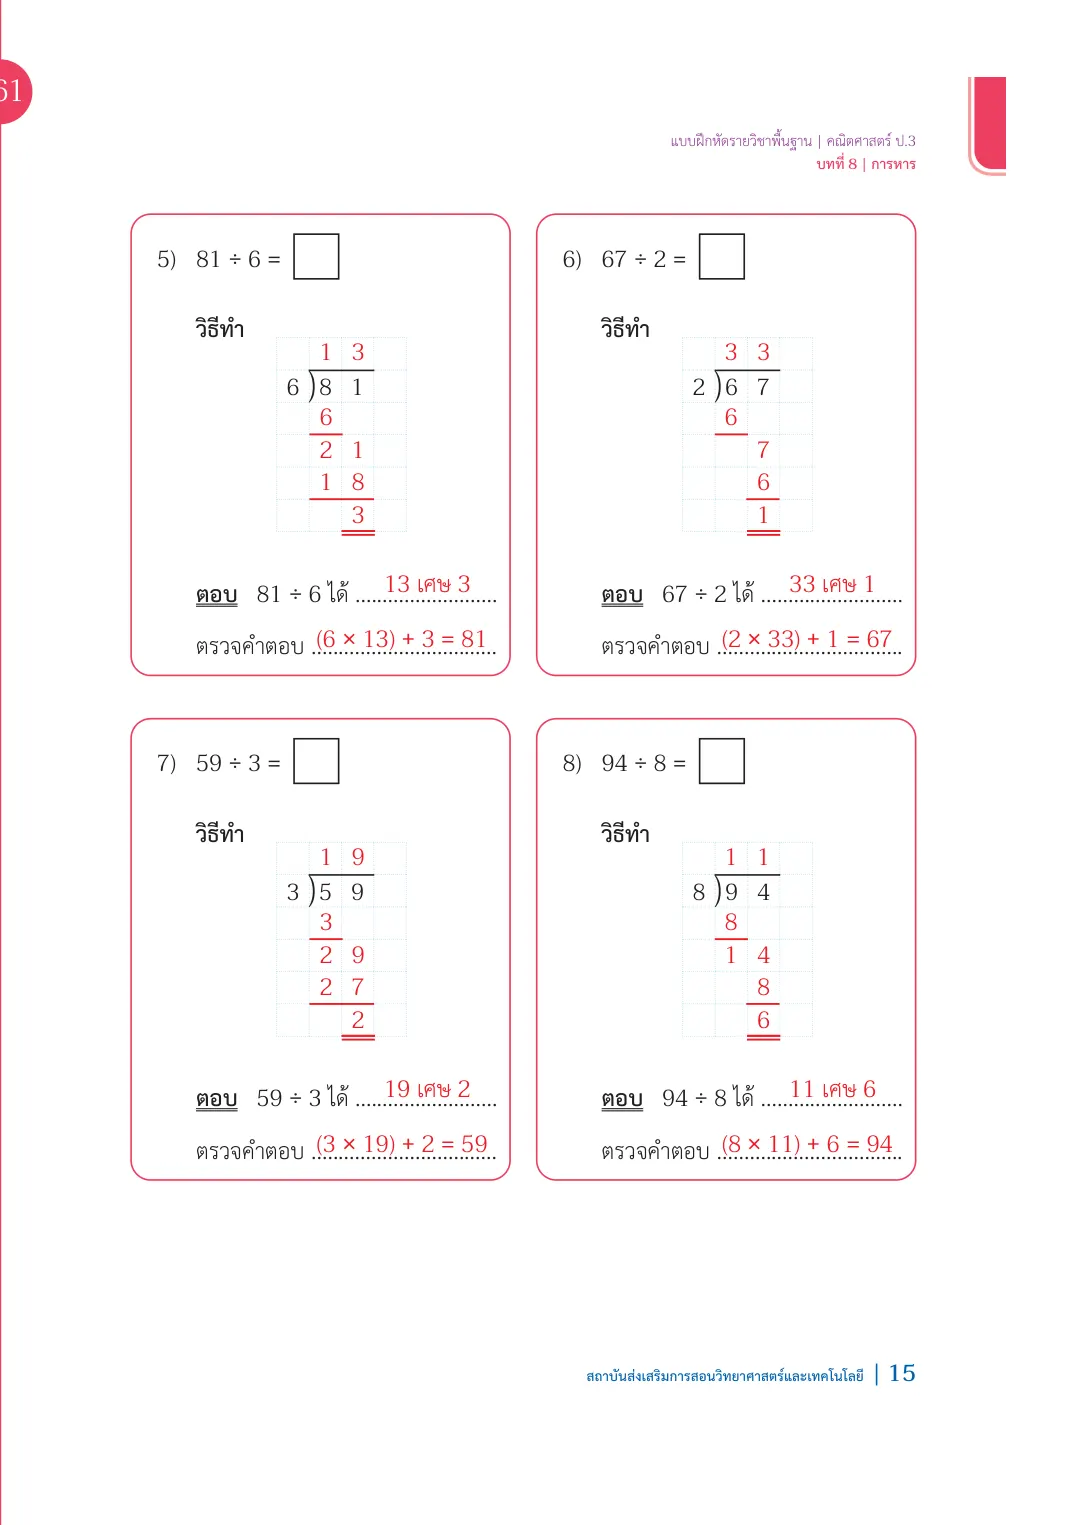 61
แบบฝึกหัดรายวิชาพื้นฐาน | คณิตศาสตร์ ป.3
บทที่ 8 | การหาร
5) 81 ÷ 6 =
วิธีทำ
1 3
6 ) 8 1
6
2 1
1 8
3
ตอบ 81 ÷ 6 ได้ 13 เศษ 3
ตรวจคำตอบ (6 × 13) + 3 = 81
6) 67 ÷ 2 =
วิธีทำ
3 3
2 ) 6 7
6
7
6
1
ตอบ 67 ÷ 2 ได้ 33 เศษ 1
ตรวจคำตอบ (2 × 33) + 1 = 67
7) 59 ÷ 3 =
วิธีทำ
1 9
3 ) 5 9
3
2 9
2 7
2
ตอบ 59 ÷ 3 ได้ 19 เศษ 2
ตรวจคำตอบ (3 × 19) + 2 = 59
8) 94 ÷ 8 =
วิธีทำ
1 1
8 ) 9 4
8
1 4
8
6
ตอบ 94 ÷ 8 ได้ 11 เศษ 6
ตรวจคำตอบ (8 × 11) + 6 = 94
สถาบันส่งเสริมการสอนวิทยาศาสตร์และเทคโนโลยี | 15